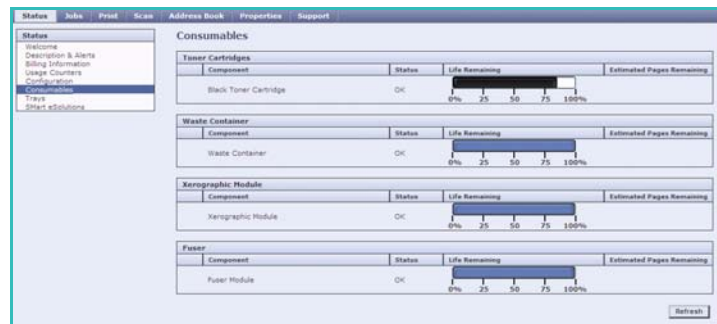 Status Jobs Print Scan Address Book Properties Support
Status
Welcome
Description & Alerts
Billing Information
Usage Counters
Configuration
Consumables
Trays
SMart eSolutions
Consumables
Toner Cartridges
Component Status Life Remaining Estimated Pages Remaining
Black Toner Cartridge OK
0% 25 50 75 100%
Waste Container
Component Status Life Remaining Estimated Pages Remaining
Waste Container OK
0% 25 50 75 100%
Xerographic Module
Component Status Life Remaining Estimated Pages Remaining
Xerographic Module OK
0% 25 50 75 100%
Fuser
Component Status Life Remaining Estimated Pages Remaining
Fuser Module OK
0% 25 50 75 100%
Refresh